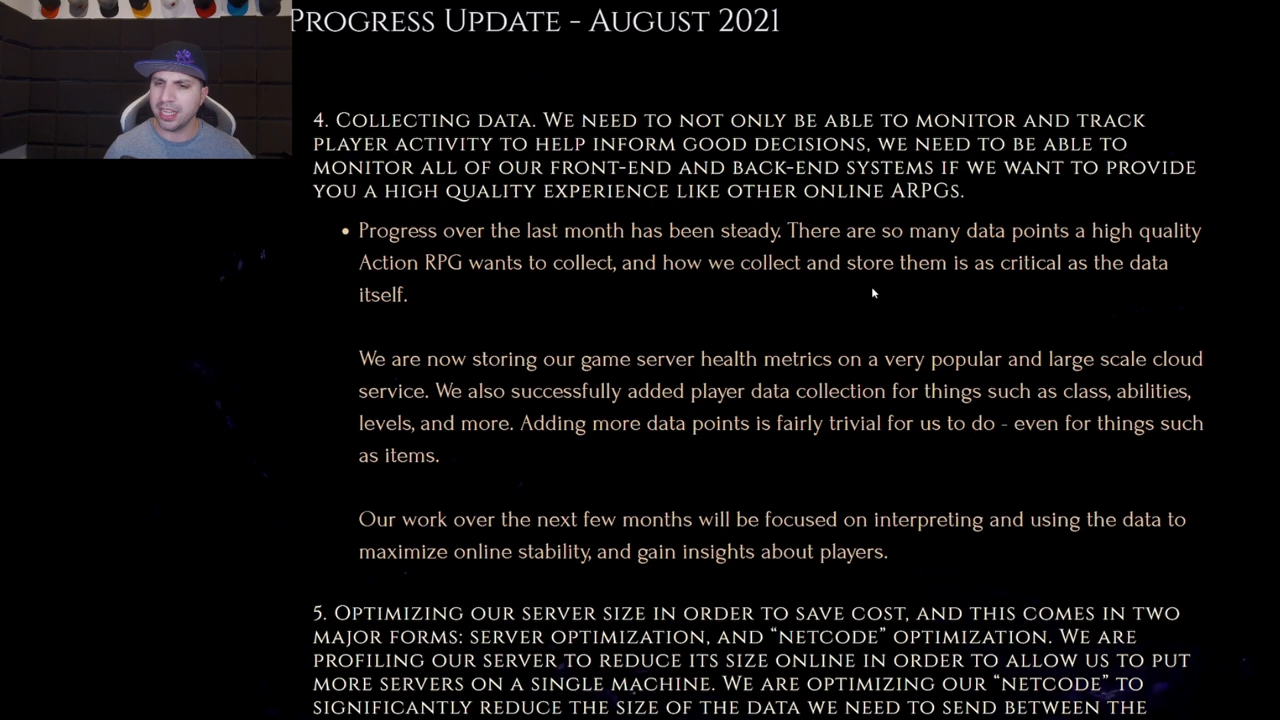 Progress Update - August 2021
4. Collecting data. We need to not only be able to monitor and track
player activity to help inform good decisions, we need to be able to
monitor all of our front-end and back-end systems if we want to provide
you a high quality experience like other online ARPGs.
• Progress over the last month has been steady. There are so many data points a high quality
Action RPG wants to collect, and how we collect and store them is as critical as the data
itself.
We are now storing our game server health metrics on a very popular and large scale cloud
service. We also successfully added player data collection for things such as class, abilities,
levels, and more. Adding more data points is fairly trivial for us to do - even for things such
as items.
Our work over the next few months will be focused on interpreting and using the data to
maximize online stability, and gain insights about players.
5. Optimizing our server size in order to save cost, and this comes in two
major forms: server optimization, and “netcode” optimization. We are
profiling our server to reduce its size online in order to allow us to put
more servers on a single machine. We are optimizing our “netcode” to
significantly reduce the size of the data we need to send between the